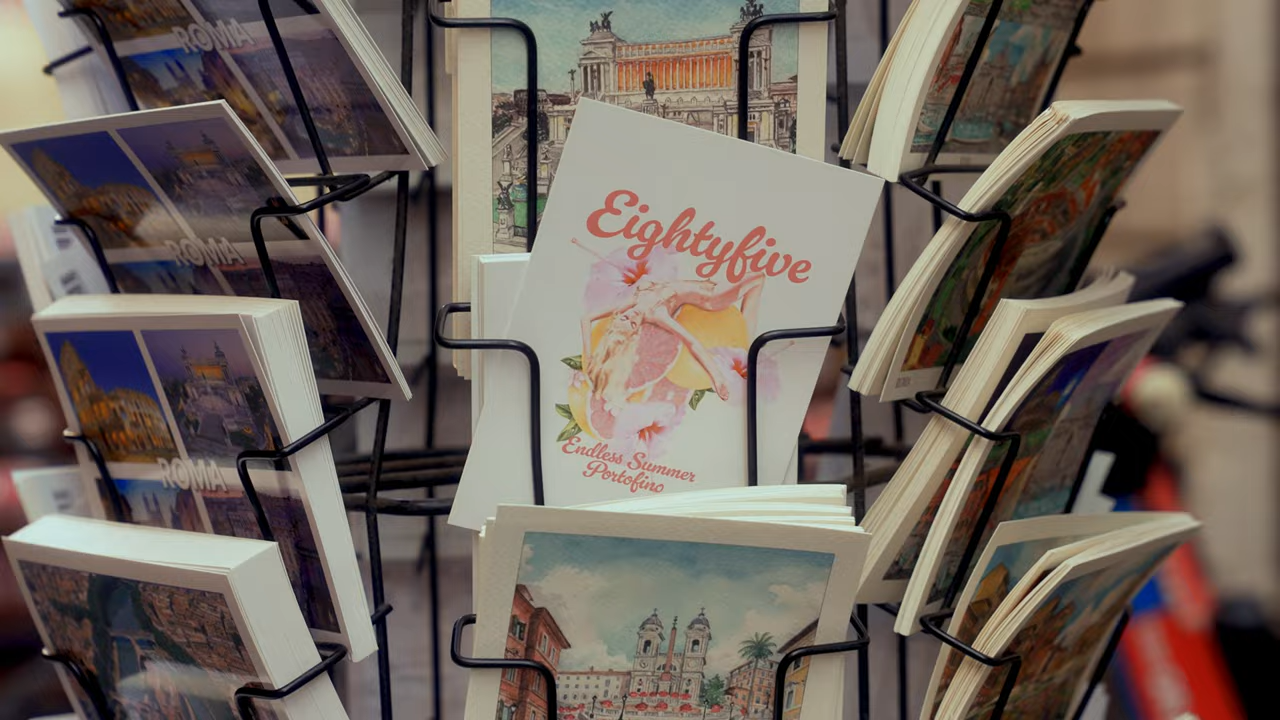 ROMA
ROMA
ROMA
Eightyfive
Endless Summer
Portofino